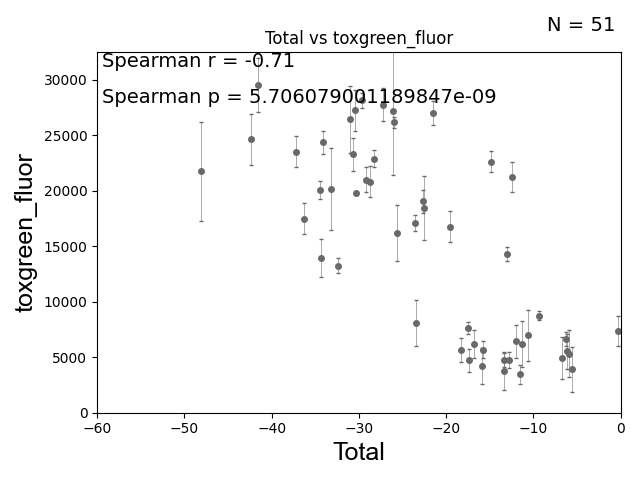 N = 51
Total vs toxgreen_fluor
Spearman r = -0.71
Spearman p = 5.706079001189847e-09
30000
25000
20000
15000
10000
5000
0
toxgreen_fluor
−60 −50 −40 −30 −20 −10 0
Total